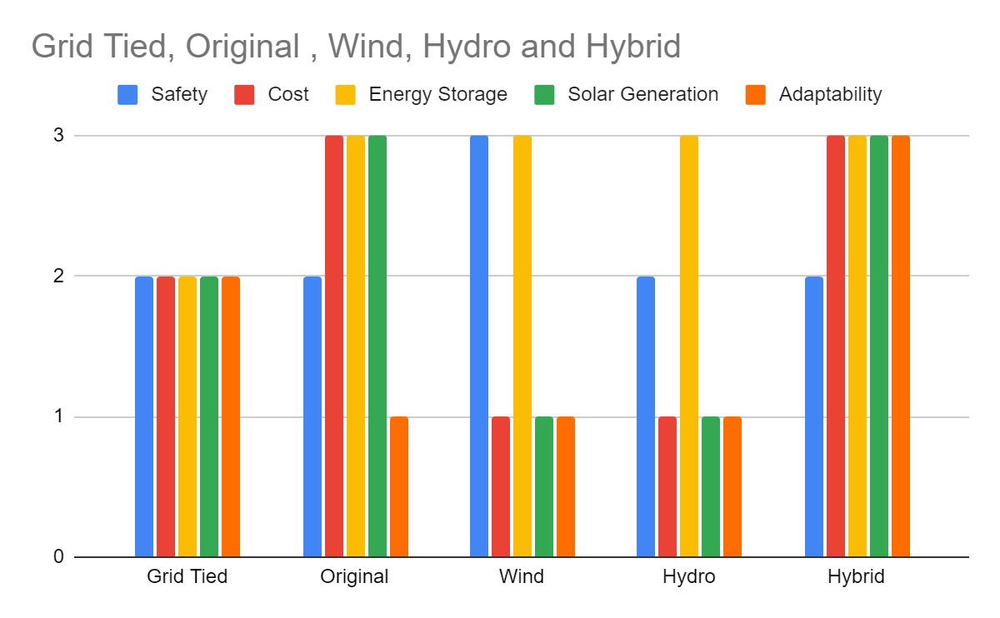 Grid Tied, Original , Wind, Hydro and Hybrid
Safety Cost Energy Storage Solar Generation Adaptability
3
2
1
0
Grid Tied Original Wind Hydro Hybrid